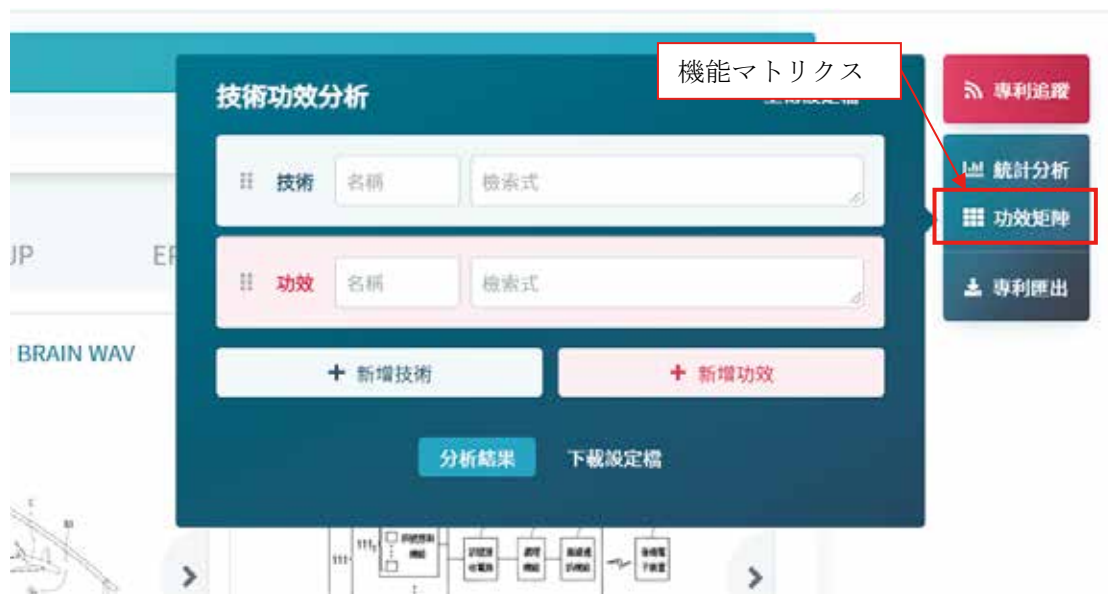 機能マトリクス
技術功效分析
專利追蹤
技術 名稱 檢索式
統計分析
功效矩陣
JP
功效 名稱 檢索式
專利匯出
BRAIN WAV
+ 新增技術 + 新增功效
分析結果 下載設定檔
111
111